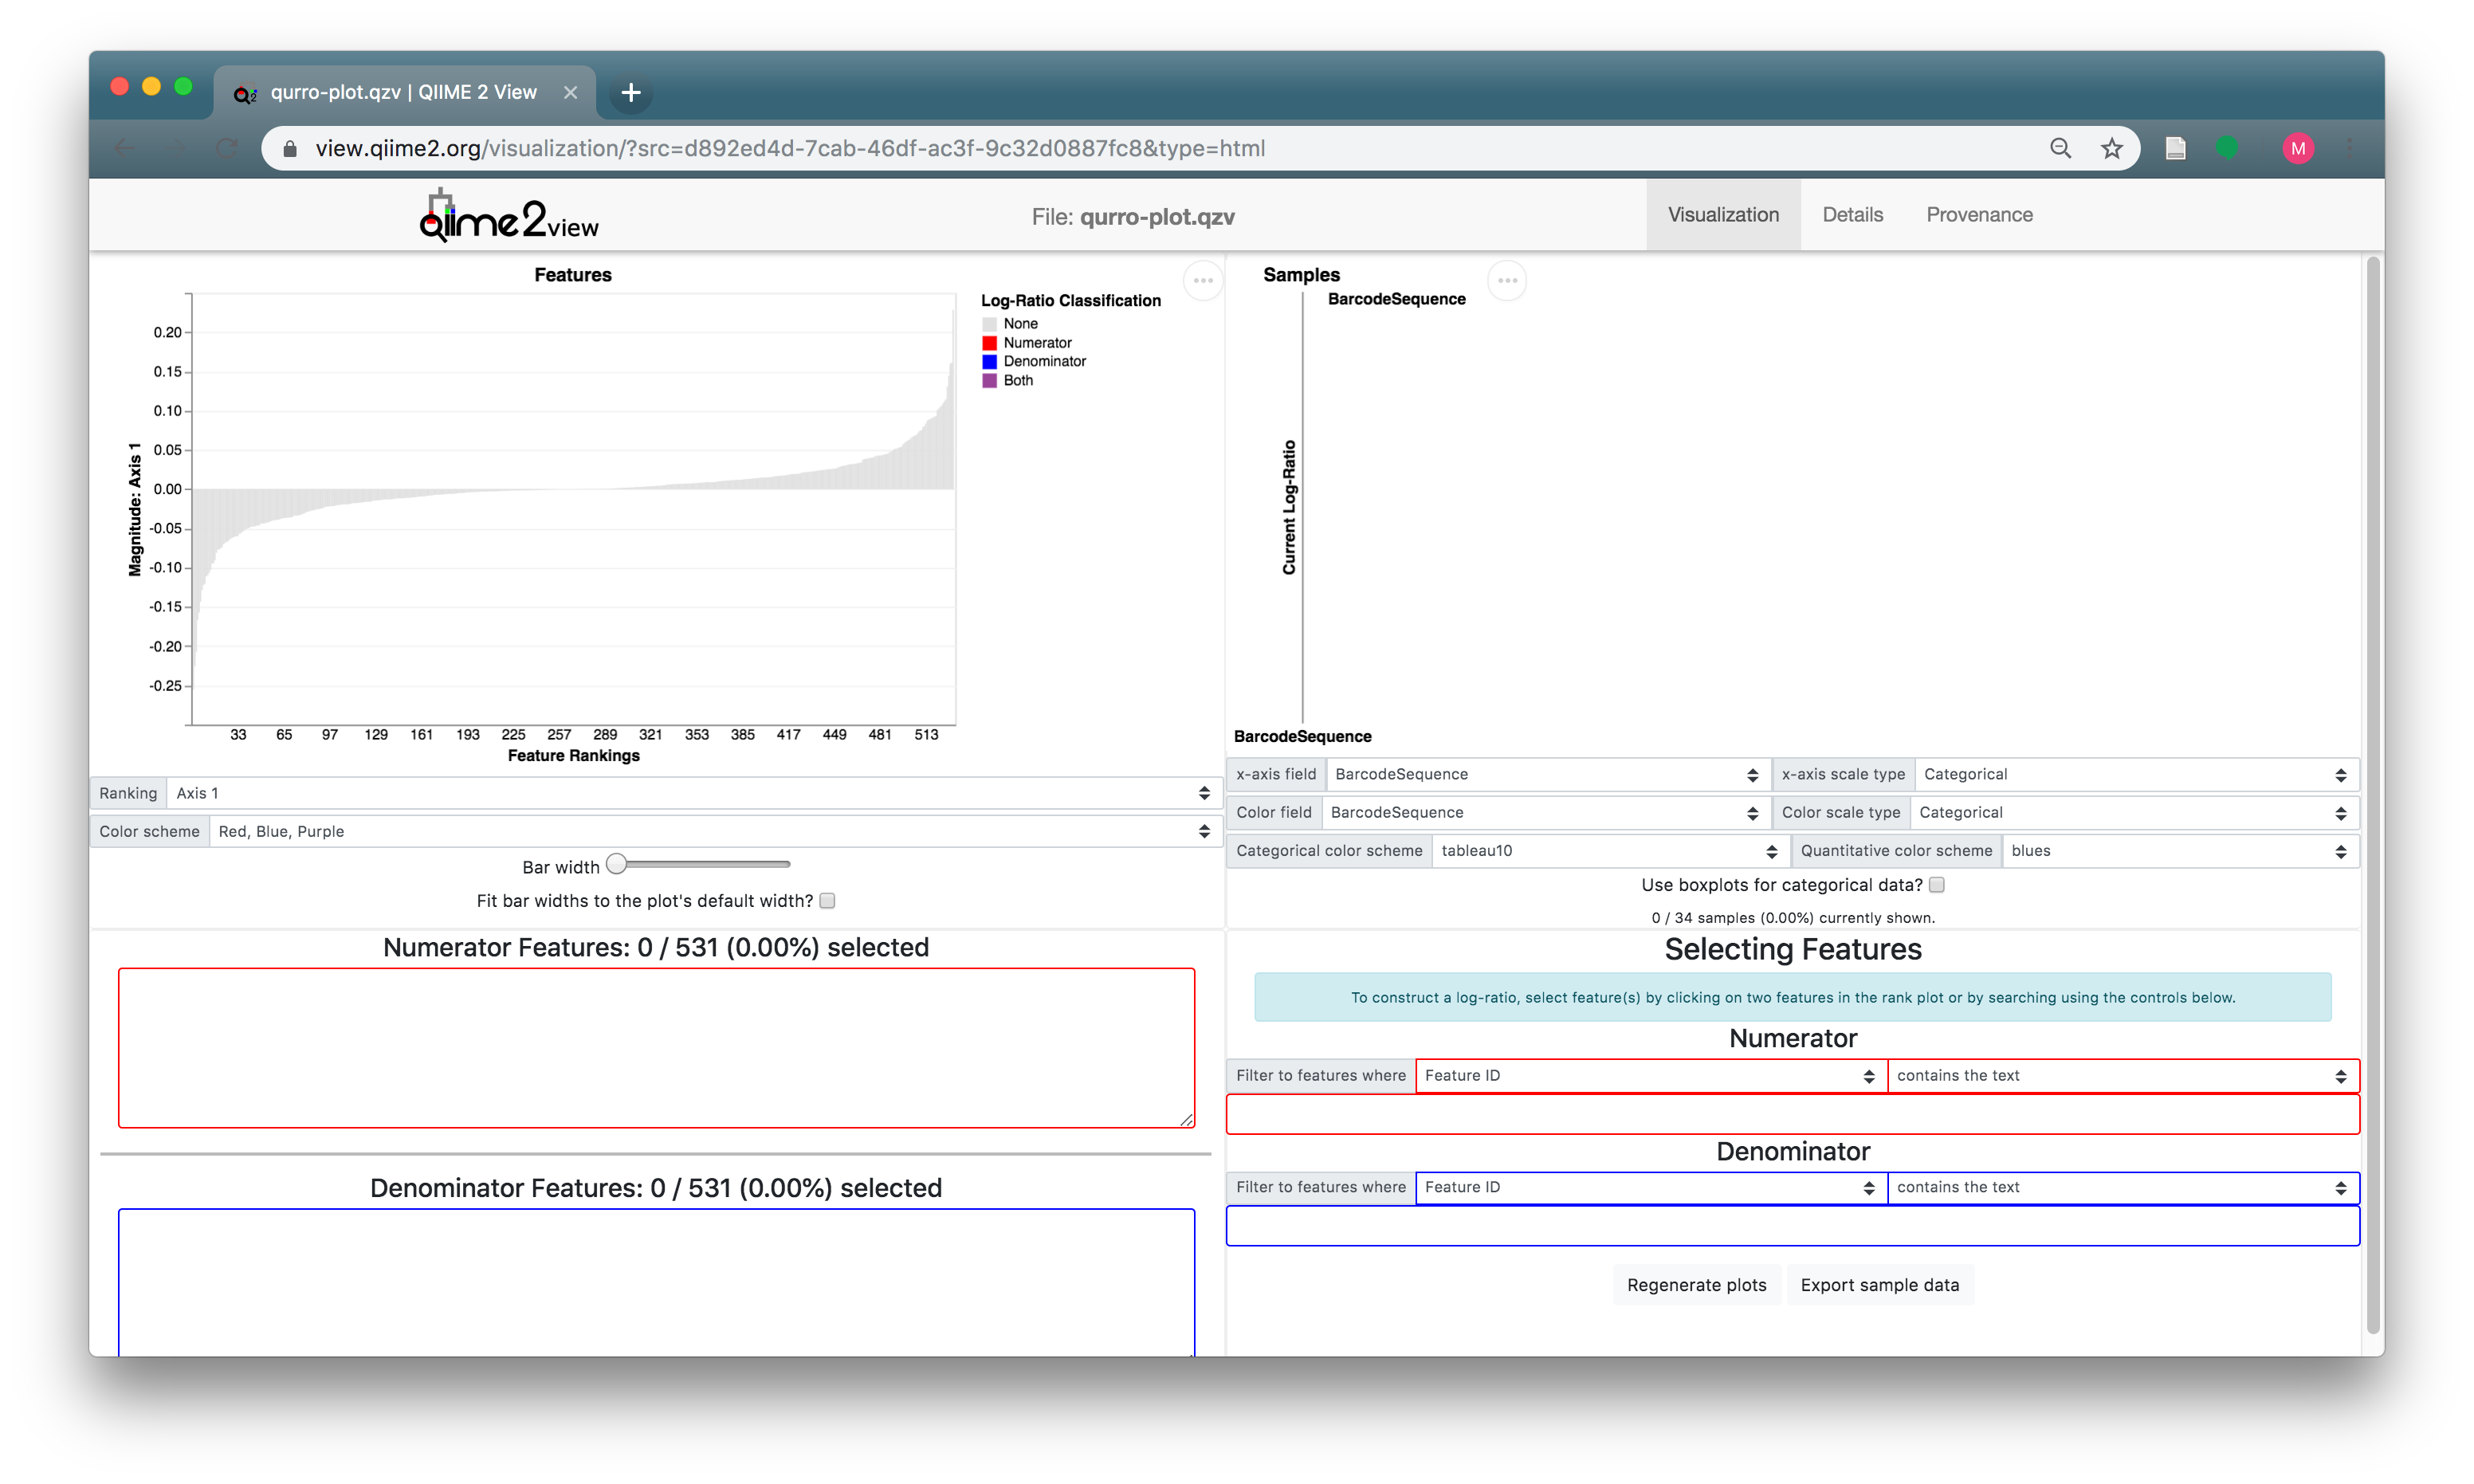 qurro-plot.qzv | QIIME 2 View
view.qiime2.org/visualization/?src=d892ed4d-7cab-46df-ac3f-9c32d0887fc8&type=html
M
qiime2view
File: qurro-plot.qzv
Visualization Details Provenance
Features
0.20
0.15
0.10
0.05
0.00
-0.05
-0.10
-0.15
-0.20
-0.25
Magnitude: Axis 1
33 65 97 129 161 193 225 257 289 321 353 385 417 449 481 513
Feature Rankings
Log-Ratio Classification
None
Numerator
Denominator
Both
Ranking Axis 1
Color scheme Red, Blue, Purple
Bar width
Fit bar widths to the plot's default width?
Samples
BarcodeSequence
Current Log-Ratio
BarcodeSequence
x-axis field BarcodeSequence x-axis scale type Categorical
Color field BarcodeSequence Color scale type Categorical
Categorical color scheme tableau10 Quantitative color scheme blues
Use boxplots for categorical data?
0 / 34 samples (0.00%) currently shown.
Numerator Features: 0 / 531 (0.00%) selected
Denominator Features: 0 / 531 (0.00%) selected
Selecting Features
To construct a log-ratio, select feature(s) by clicking on two features in the rank plot or by searching using the controls below.
Numerator
Filter to features where Feature ID contains the text
Denominator
Filter to features where Feature ID contains the text
Regenerate plots Export sample data